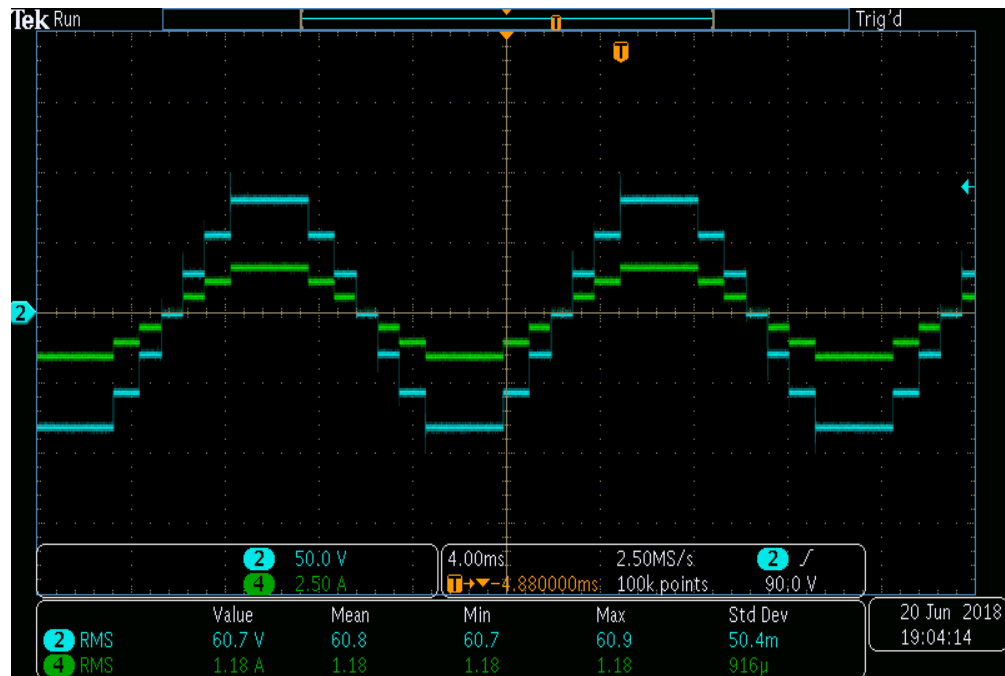 Tek Run Trig'd
T
T
2
2 50.0 V 4.00ms 2.50MS/s 2
4 2.50 A T→▼-4.880000ms 100k points 90.0 V
Value Mean Min Max Std Dev
2 RMS 60.7 V 60.8 60.7 60.9 50.4m
4 RMS 1.18 A 1.18 1.18 1.18 916µ
20 Jun 2018
19:04:14